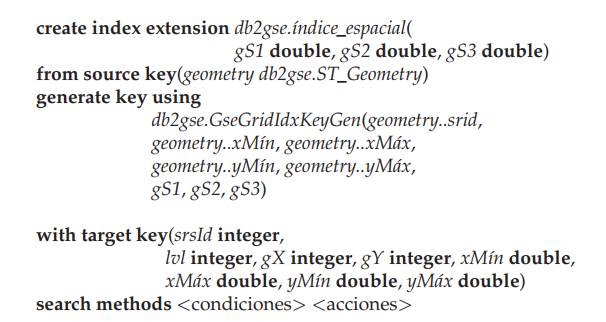 create index extension db2gse.índice_espacial(
gS1 double, gS2 double, gS3 double)
from source key(geometry db2gse.ST_Geometry)
generate key using
db2gse.GseGridIdxKeyGen(geometry..srid,
geometry..xMín, geometry..xMáx,
geometry..yMín, geometry..yMáx,
gS1, gS2, gS3)
with target key(srsId integer,
lvl integer, gX integer, gY integer, xMín double,
xMáx double, yMín double, yMáx double)
search methods <condiciones> <acciones>